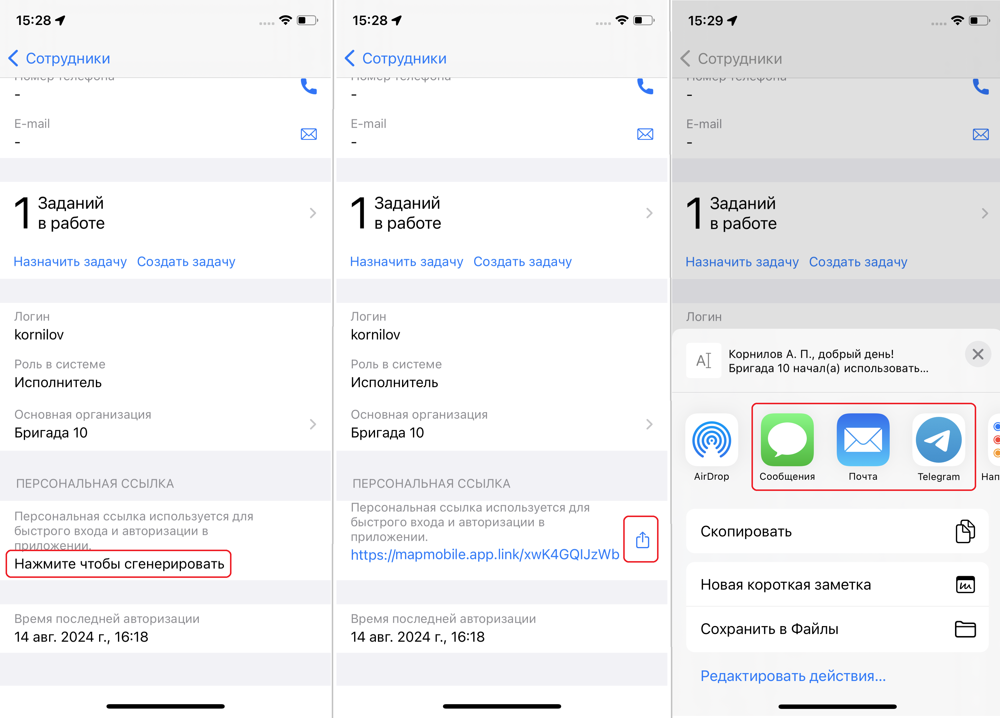 15:28
Сотрудники
Номер телефона
-
E-mail
-
1 Заданий
в работе
Назначить задачу Создать задачу
Логин
kornilov
Роль в системе
Исполнитель
Основная организация
Бригада 10
ПЕРСОНАЛЬНАЯ ССЫЛКА
Персональная ссылка используется для
быстрого входа и авторизации в
приложении.
Нажмите чтобы сгенерировать
Время последней авторизации
14 авг. 2024 г., 16:18
15:28
Сотрудники
Номер телефона
-
E-mail
-
1 Заданий
в работе
Назначить задачу Создать задачу
Логин
kornilov
Роль в системе
Исполнитель
Основная организация
Бригада 10
ПЕРСОНАЛЬНАЯ ССЫЛКА
Персональная ссылка используется для
быстрого входа и авторизации в
приложении.
https://mapmobile.app.link/xwK4GQIJzWb
Время последней авторизации
14 авг. 2024 г., 16:18
15:29
Сотрудники
Номер телефона
-
E-mail
-
1 Заданий
в работе
Назначить задачу Создать задачу
Логин
Корнилов А. П., добрый день!
Бригада 10 начал(а) использовать...
AirDrop Сообщения Почта Telegram Нап
Скопировать
Новая короткая заметка
Сохранить в Файлы
Редактировать действия...